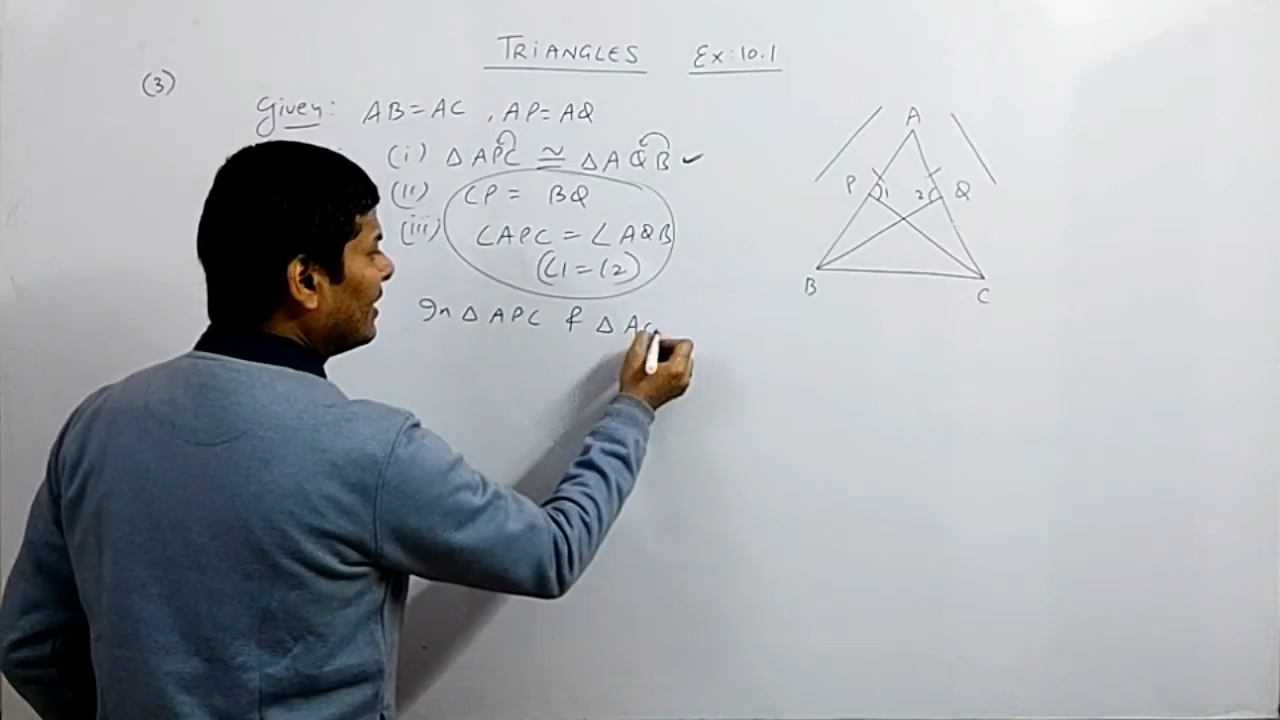 TRIANGLES Ex: 10.1
(3)
Given: AB = AC , AP = AQ
(i) △ APC ≅ △ AQB ✓
(ii) CP = BQ
(iii) ∠APC = ∠AQB
(∠1 = ∠2)
In △ APC & △ AQ
A
P 1 2 Q
B C